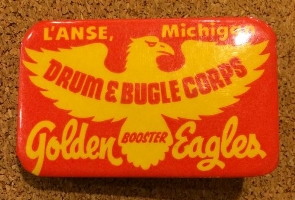 L'ANSE, Michigan
DRUM & BUGLE CORPS
BOOSTER
Golden Eagles